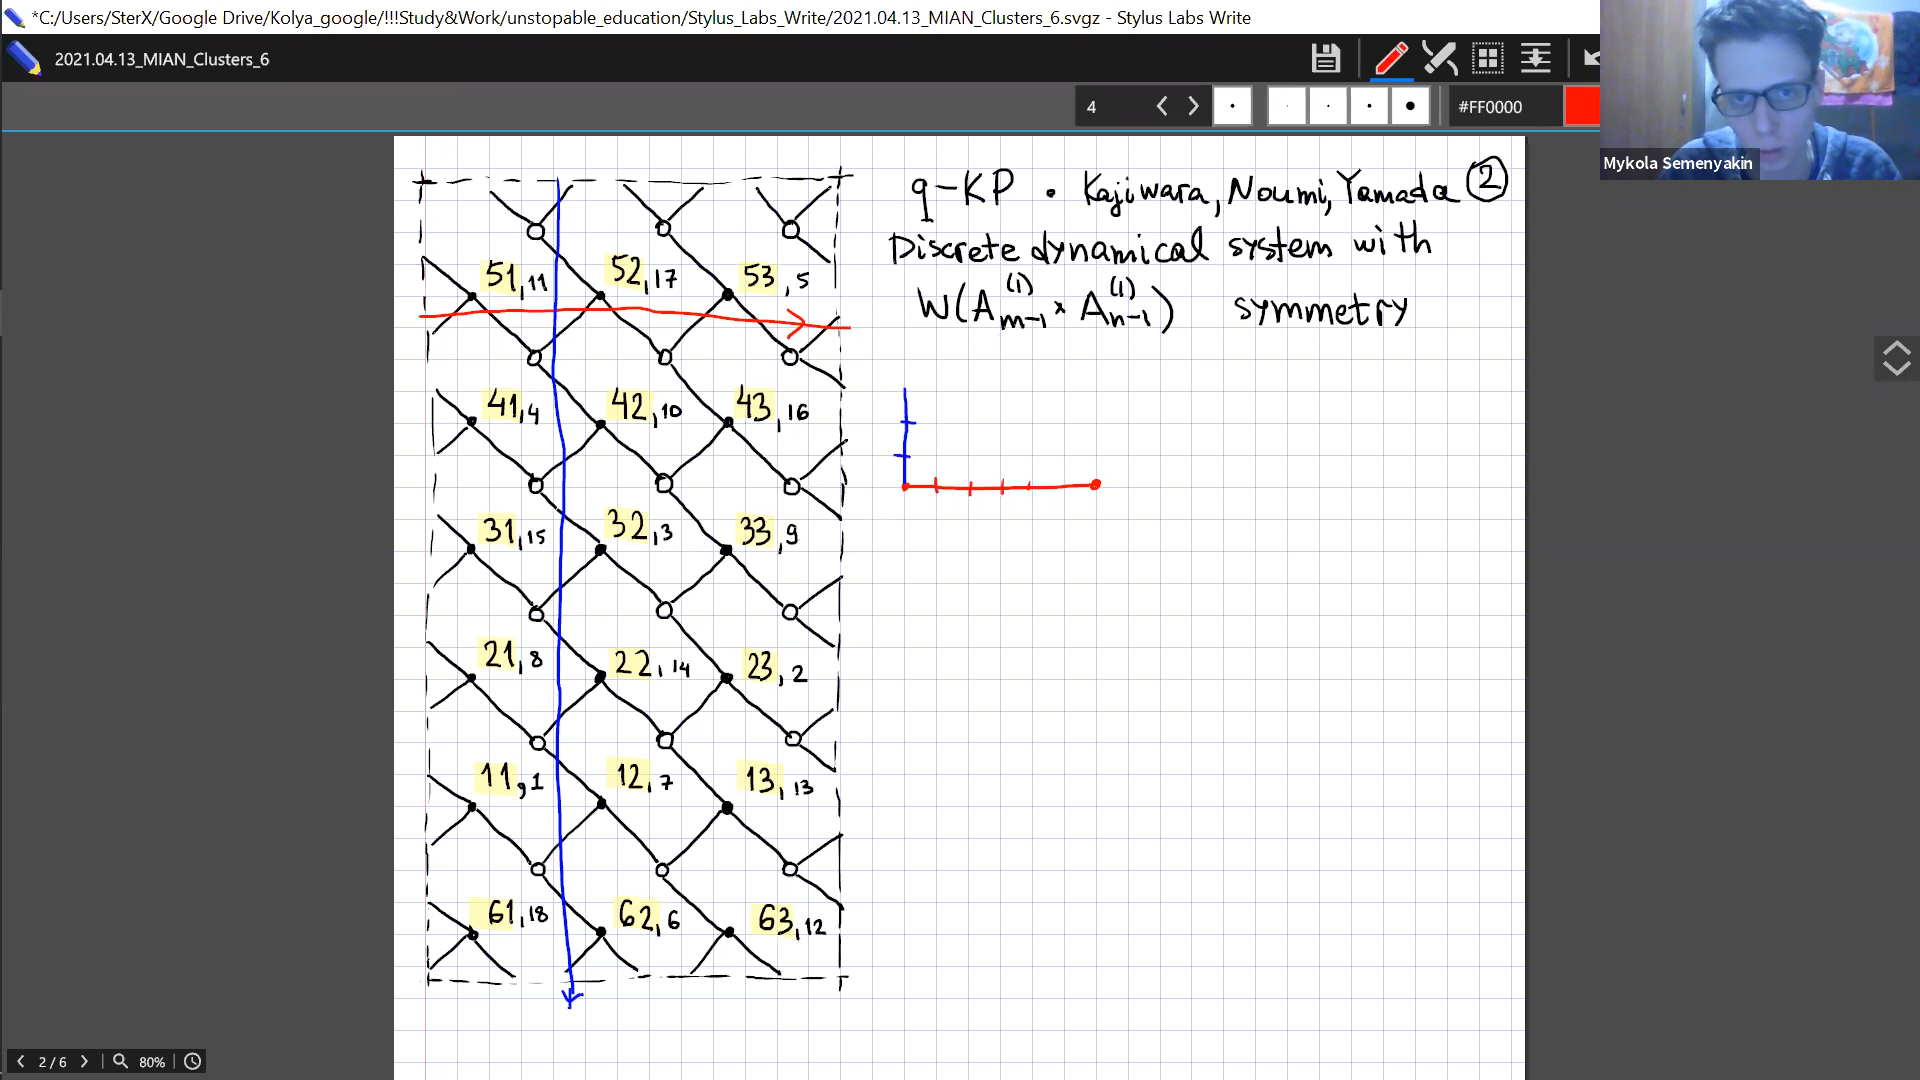 *C:/Users/SterX/Google Drive/Kolya_google/!!!Study&Work/unstopable_education/Stylus_Labs_Write/2021.04.13_MIAN_Clusters_6.svgz - Stylus Labs Write
2021.04.13_MIAN_Clusters_6
4
#FF0000
Mykola Semenyakin
q-KP • Kajiwara, Noumi, Yamada ②
Discrete dynamical system with
W(A_{m-1}^{(1)} × A_{n-1}^{(1)}) symmetry
51,11 52,17 53,5
41,4 42,10 43,16
31,15 32,3 33,9
21,8 22,14 23,2
11,1 12,7 13,13
61,18 62,6 63,12
2 / 6
80%